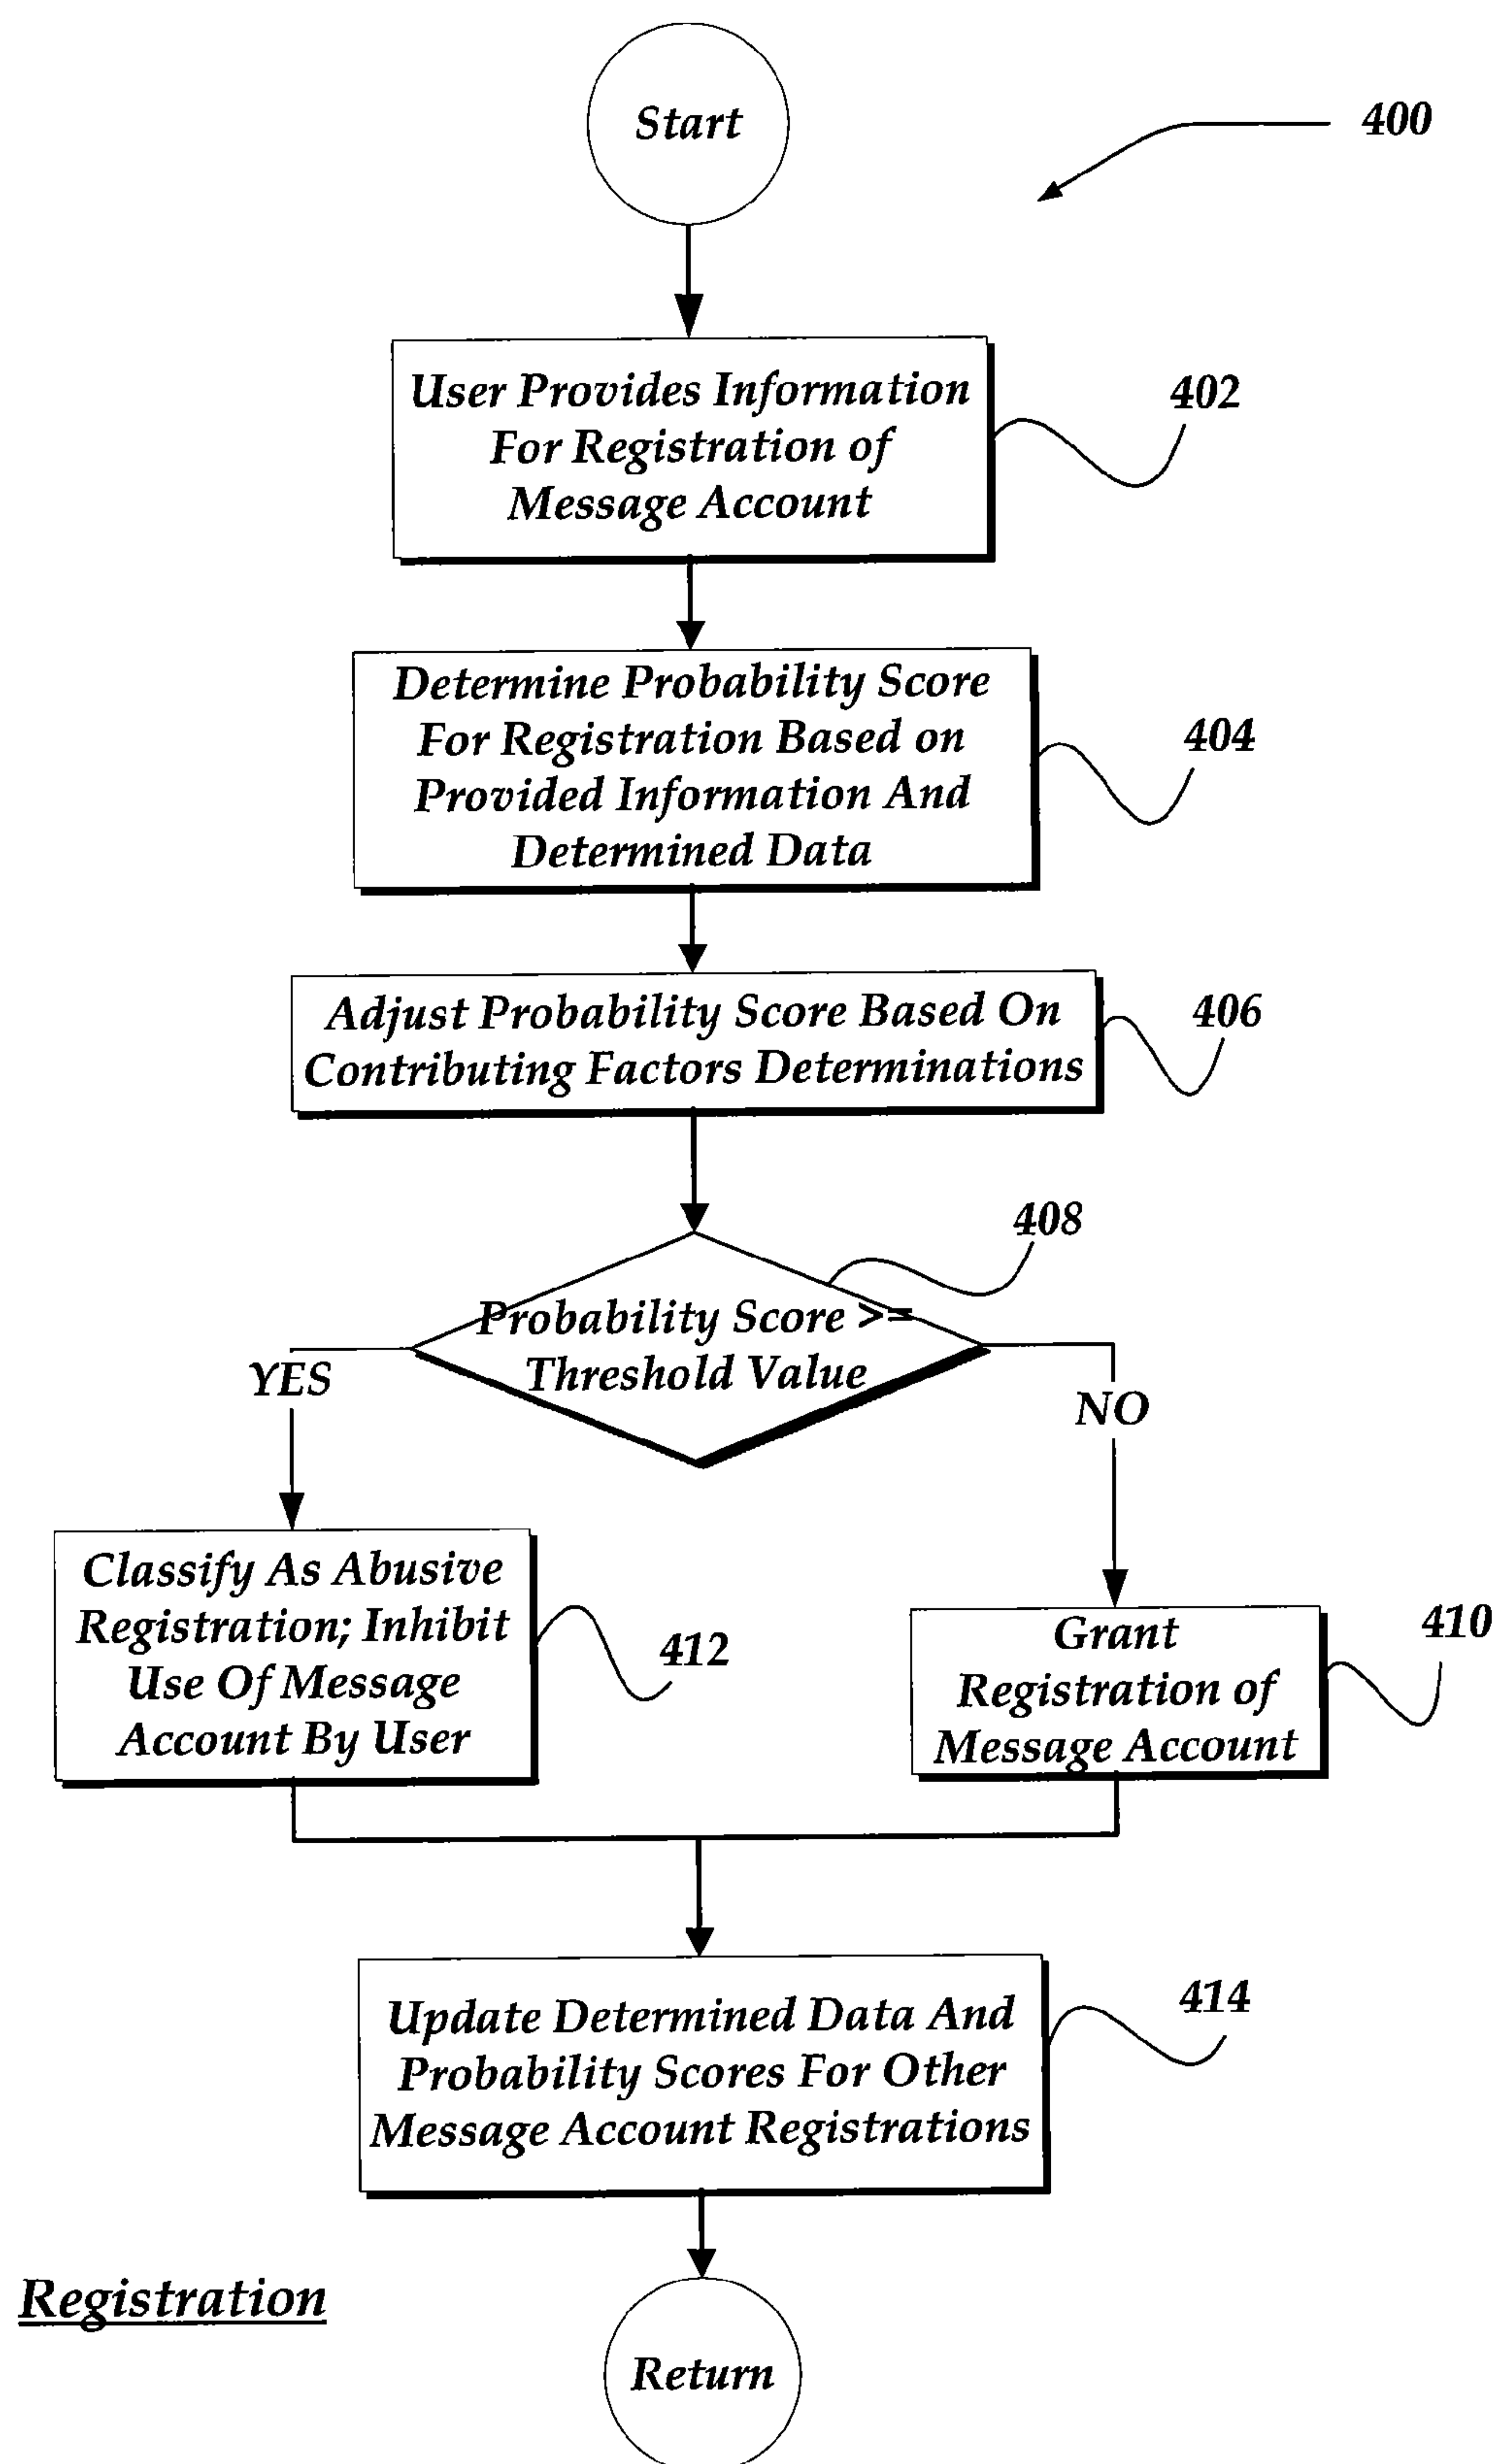 Start
400
User Provides Information
For Registration of
Message Account
402
Determine Probability Score
For Registration Based on
Provided Information And
Determined Data
404
Adjust Probability Score Based On
Contributing Factors Determinations
406
408
Probability Score >=
Threshold Value
YES
NO
Classify As Abusive
Registration; Inhibit
Use Of Message
Account By User
412
Grant
Registration of
Message Account
410
Update Determined Data And
Probability Scores For Other
Message Account Registrations
414
Registration
Return